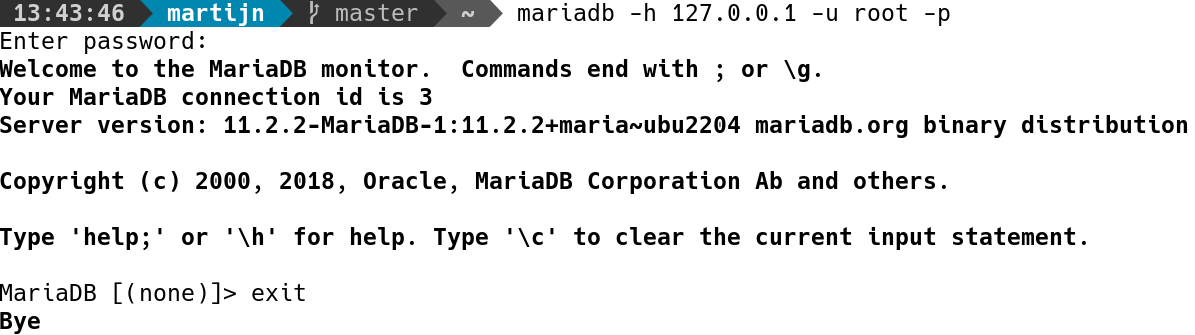 13:43:46 martijn master ~ mariadb -h 127.0.0.1 -u root -p
Enter password:
Welcome to the MariaDB monitor.  Commands end with ; or \g.
Your MariaDB connection id is 3
Server version: 11.2.2-MariaDB-1:11.2.2+maria~ubu2204 mariadb.org binary distribution
Copyright (c) 2000, 2018, Oracle, MariaDB Corporation Ab and others.
Type 'help;' or '\h' for help. Type '\c' to clear the current input statement.
MariaDB [(none)]> exit
Bye